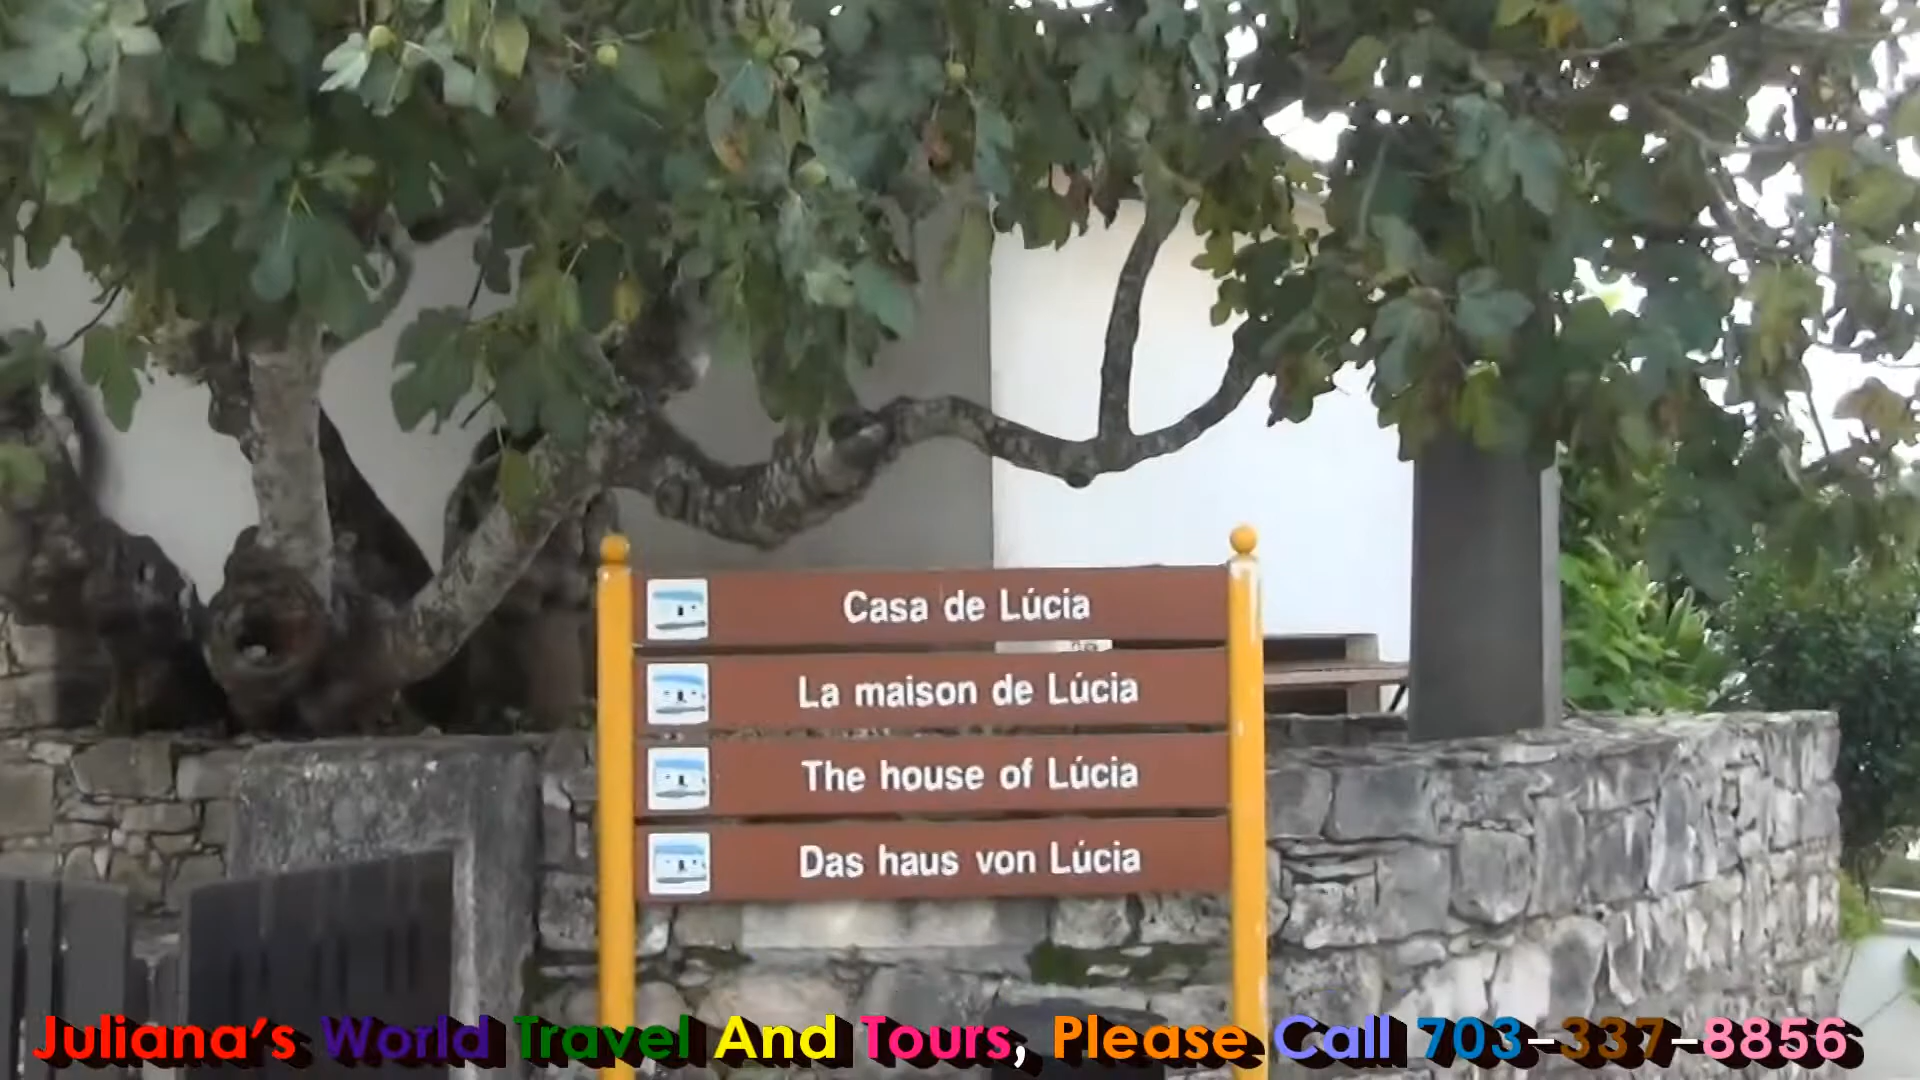 Casa de Lúcia
La maison de Lúcia
The house of Lúcia
Das haus von Lúcia
Juliana's World Travel And Tours, Please Call 703-337-8856